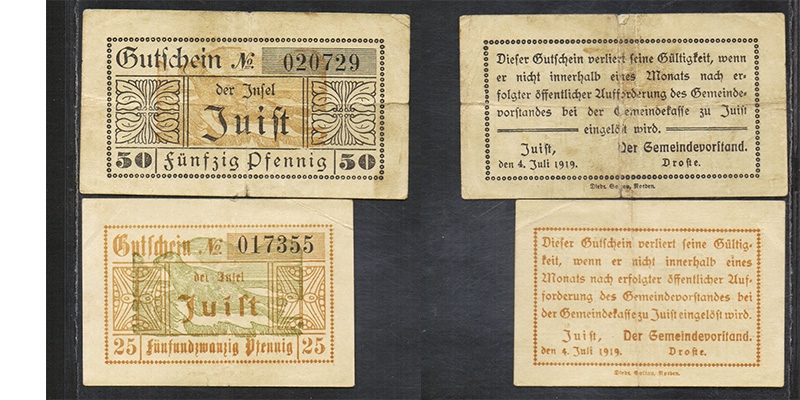 Gutschein №. 020729
der Insel
Juist
50 Fünfzig Pfennig 50
Dieser Gutschein verliert seine Gültigkeit, wenn
er nicht innerhalb eines Monats nach er-
folgter öffentlicher Aufforderung des Gemeinde-
vorstandes bei der Gemeindekasse zu Juist
eingelöst wird.
Juist, Der Gemeindevorstand.
den 4. Juli 1919. Droste.
Norden.
Gutschein №. 017355
der Insel
Juist
25 Fünfundzwanzig Pfennig 25
Dieser Gutschein verliert seine Gültig-
keit, wenn er nicht innerhalb eines
Monats nach erfolgter öffentlicher Auf-
forderung des Gemeindevorstandes bei
der Gemeindekasse zu Juist eingelöst wird.
Juist, Der Gemeindevorstand.
den 4. Juli 1919. Droste.
Norden.